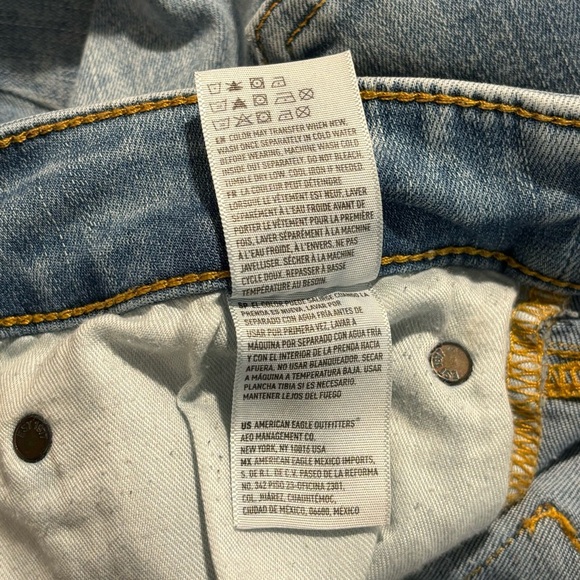 EN COLOR MAY TRANSFER WHEN NEW.
WASH ONCE SEPARATELY IN COLD WATER
BEFORE WEARING. MACHINE WASH COLD
INSIDE OUT SEPARATELY. DO NOT BLEACH.
TUMBLE DRY LOW. COOL IRON IF NEEDED.
FR LA COULEUR PEUT DÉTEINDRE
LORSQUE LE VÊTEMENT EST NEUF, LAVER
SÉPARÉMENT À L'EAU FROIDE AVANT DE
PORTER LE VÊTEMENT POUR LA PREMIÈRE
FOIS. LAVER SÉPARÉMENT À LA MACHINE
À L'EAU FROIDE, À L'ENVERS. NE PAS
JAVELLISER. SÉCHER À LA MACHINE
CYCLE DOUX. REPASSER À BASSE
TEMPÉRATURE AU BESOIN.
SP EL COLOR PUEDE SALIRSE CUANDO LA
PRENDA ES NUEVA. LAVAR POR
SEPARADO CON AGUA FRÍA ANTES DE
USAR POR PRIMERA VEZ. LAVAR A
MÁQUINA POR SEPARADO CON AGUA FRÍA
Y CON EL INTERIOR DE LA PRENDA HACIA
AFUERA. NO USAR BLANQUEADOR. SECAR
A MÁQUINA A TEMPERATURA BAJA. USAR
PLANCHA TIBIA SI ES NECESARIO.
MANTENER LEJOS DEL FUEGO
US AMERICAN EAGLE OUTFITTERS®
AEO MANAGEMENT CO.
NEW YORK, NY 10016 USA
MX AMERICAN EAGLE MEXICO IMPORTS,
S. DE R.L. DE C.V. PASEO DE LA REFORMA
NO. 342 PISO 23-OFICINA 2301,
COL. JUÁREZ, CUAUHTÉMOC,
CIUDAD DE MÉXICO, 06600, MÉXICO